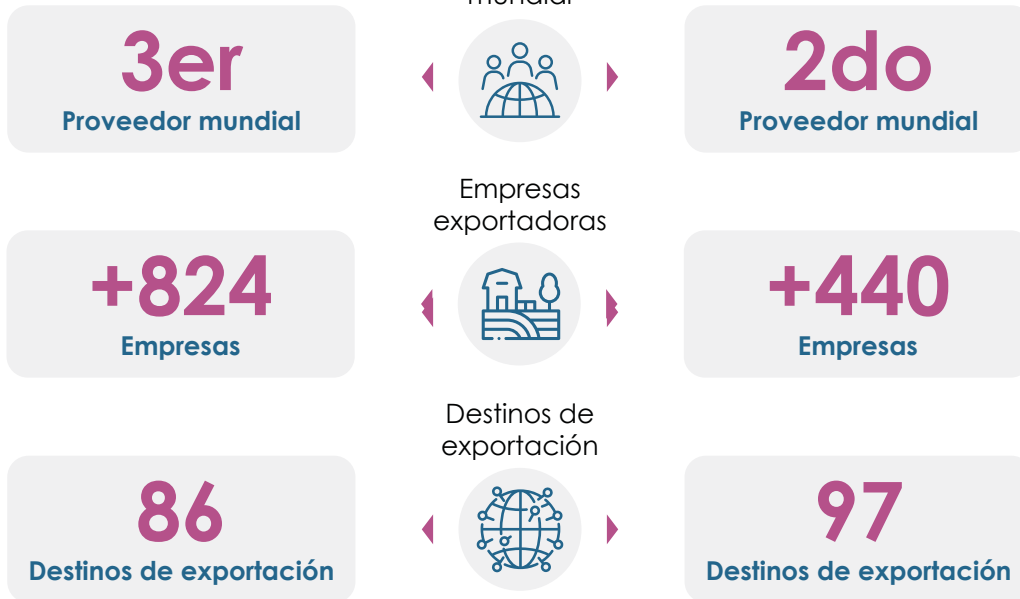 mundial
3er
Proveedor mundial
2do
Proveedor mundial
Empresas
exportadoras
+824
Empresas
+440
Empresas
Destinos de
exportación
86
Destinos de exportación
97
Destinos de exportación